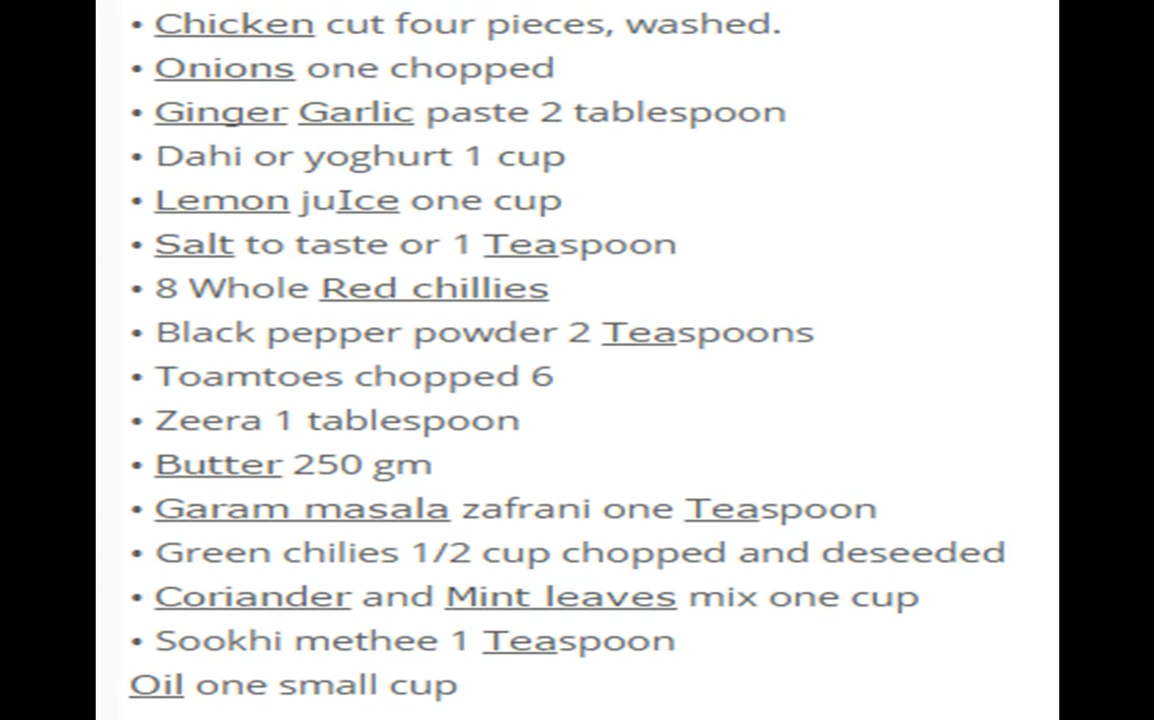 • Chicken cut four pieces, washed.
• Onions one chopped
• Ginger Garlic paste 2 tablespoon
• Dahi or yoghurt 1 cup
• Lemon juIce one cup
• Salt to taste or 1 Teaspoon
• 8 Whole Red chillies
• Black pepper powder 2 Teaspoons
• Toamtoes chopped 6
• Zeera 1 tablespoon
• Butter 250 gm
• Garam masala zafrani one Teaspoon
• Green chilies 1/2 cup chopped and deseeded
• Coriander and Mint leaves mix one cup
• Sookhi methee 1 Teaspoon
Oil one small cup